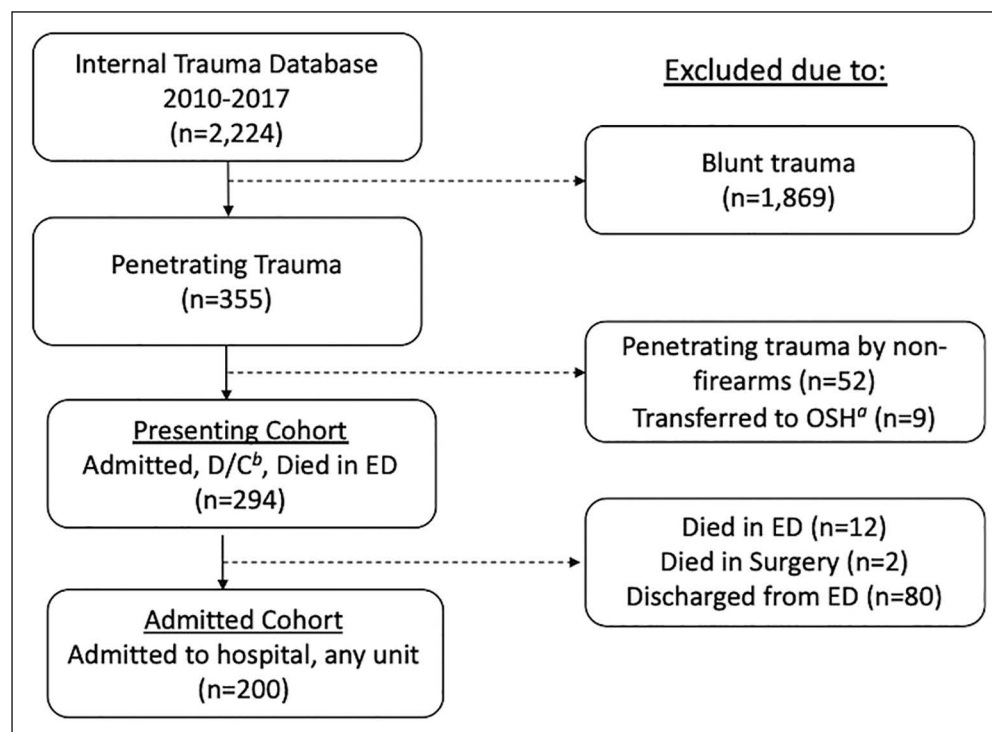 Internal Trauma Database
2010-2017
(n=2,224)
Excluded due to:
Blunt trauma
(n=1,869)
Penetrating Trauma
(n=355)
Penetrating trauma by non-
firearms (n=52)
Transferred to OSHᵃ (n=9)
Presenting Cohort
Admitted, D/Cᵇ, Died in ED
(n=294)
Died in ED (n=12)
Died in Surgery (n=2)
Discharged from ED (n=80)
Admitted Cohort
Admitted to hospital, any unit
(n=200)